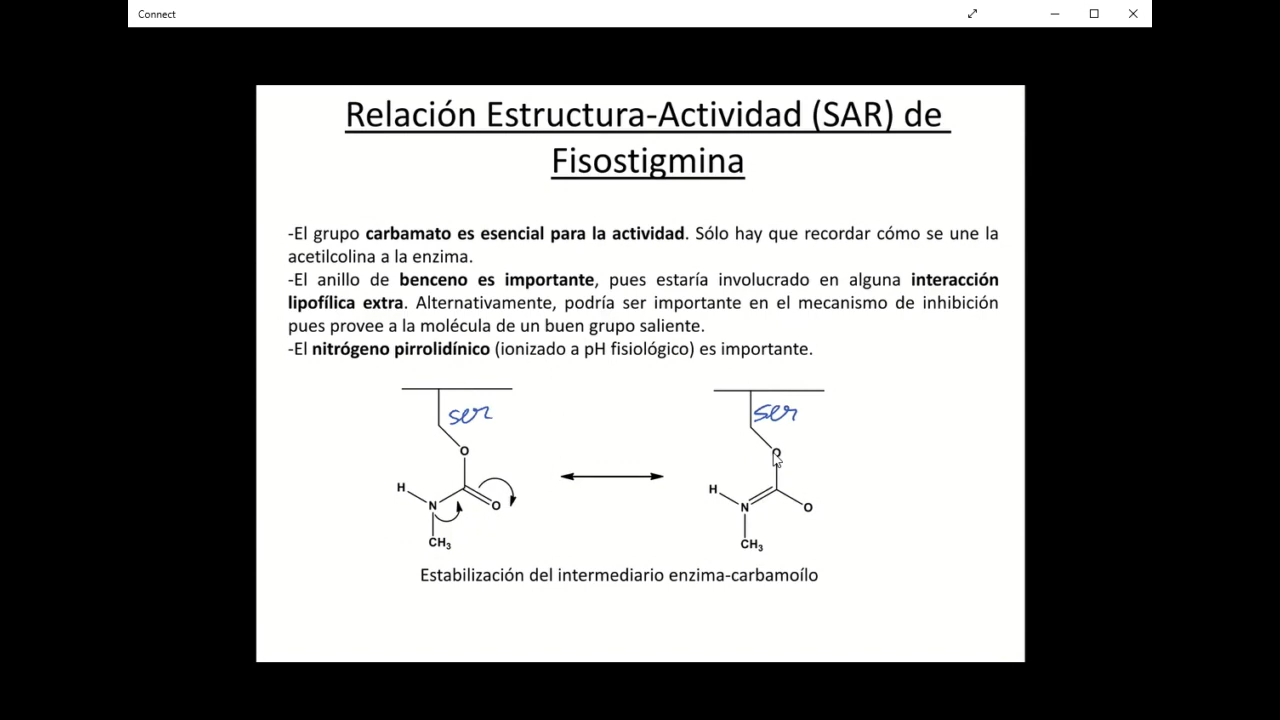 Connect
Relación Estructura-Actividad (SAR) de
Fisostigmina
-El grupo carbamato es esencial para la actividad. Sólo hay que recordar cómo se une la
acetilcolina a la enzima.
-El anillo de benceno es importante, pues estaría involucrado en alguna interacción
lipofílica extra. Alternativamente, podría ser importante en el mecanismo de inhibición
pues provee a la molécula de un buen grupo saliente.
-El nitrógeno pirrolidínico (ionizado a pH fisiológico) es importante.
ser
O
H
N
O
CH3
ser
O
H
N
O
CH3
Estabilización del intermediario enzima-carbamoílo